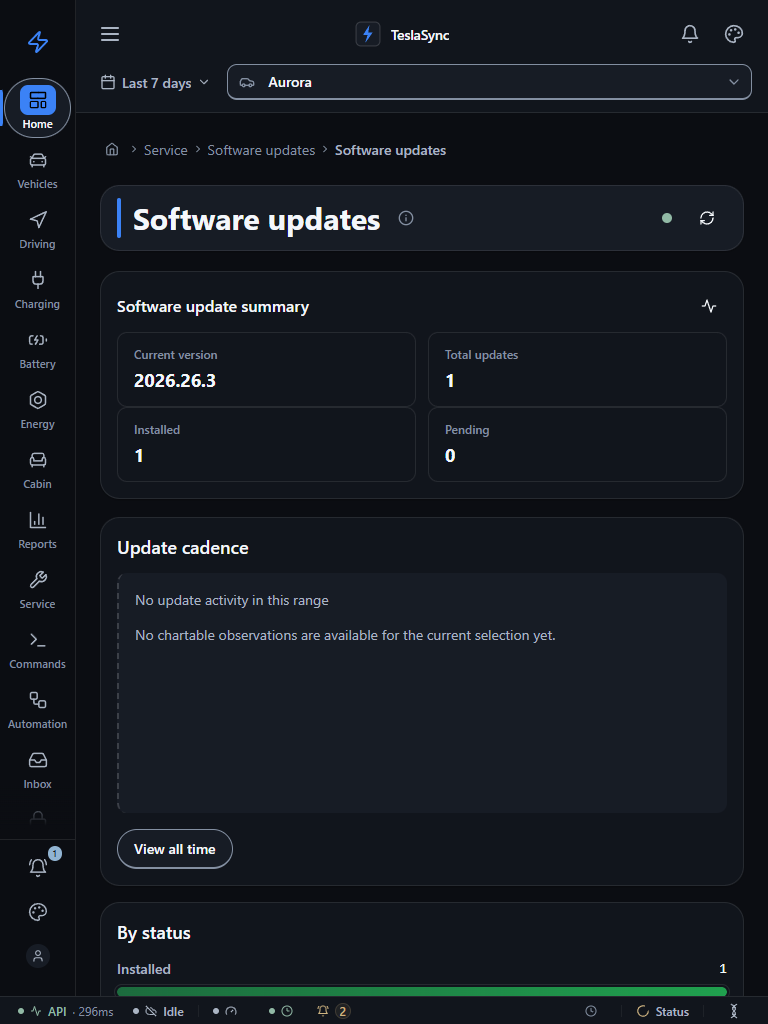 TeslaSync
Last 7 days
Aurora
Home
Vehicles
Driving
Charging
Battery
Energy
Cabin
Reports
Service
Commands
Automation
Inbox
1
Service
Software updates
Software updates
Software updates
Software update summary
Current version
2026.26.3
Total updates
1
Installed
1
Pending
0
Update cadence
No update activity in this range
No chartable observations are available for the current selection yet.
View all time
By status
Installed 1
API · 296ms
Idle
2
Status